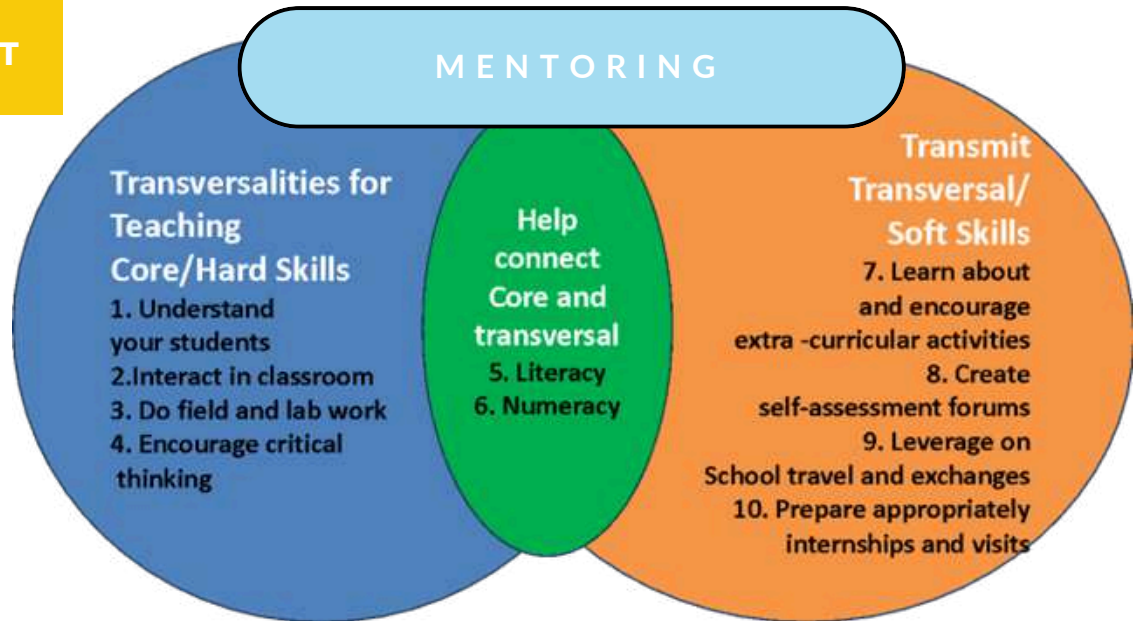 T
MENTORING
Transversalities for
Teaching
Core/Hard Skills
1. Understand
your students
2.Interact in classroom
3. Do field and lab work
4. Encourage critical
thinking
Help
connect
Core and
transversal
5. Literacy
6. Numeracy
Transmit
Transversal/
Soft Skills
7. Learn about
and encourage
extra -curricular activities
8. Create
self-assessment forums
9. Leverage on
School travel and exchanges
10. Prepare appropriately
internships and visits